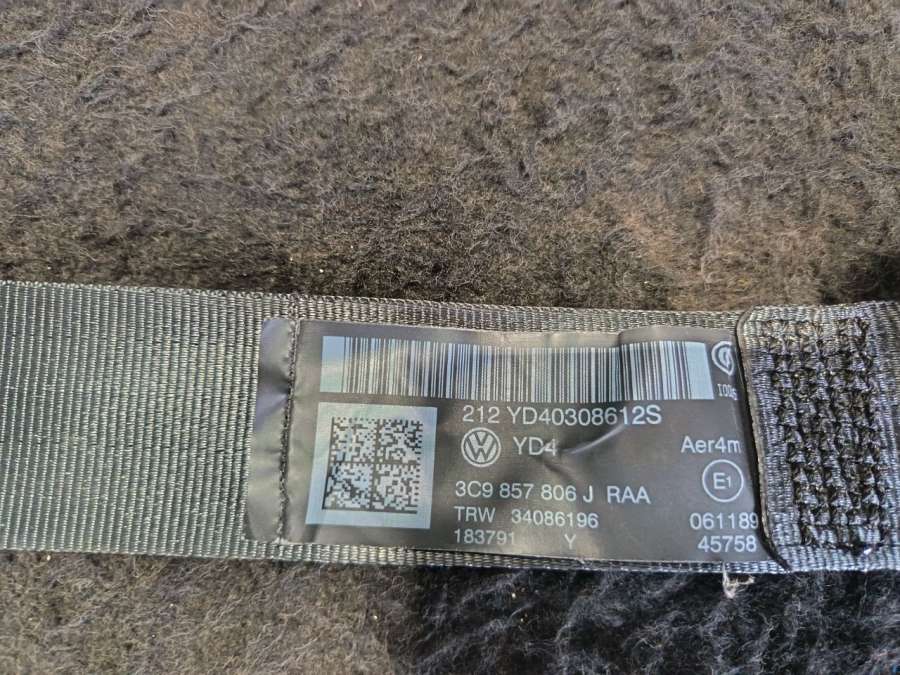 212 YD40308612S
YD4 Aer4m
E1
3C9 857 806 J RAA
TRW 34086196 061189
183791 Y 45758